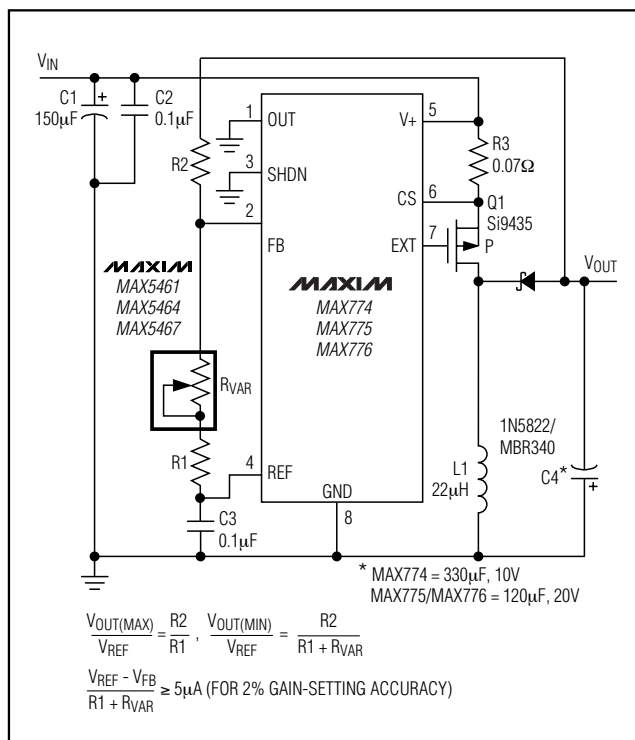 VIN
C1
150μF
+
C2
0.1μF
R2
1
OUT
3
SHDN
2
FB
V+
5
R3
0.07Ω
CS
6
Q1
Si9435
EXT
7
P
VOUT
MAXIM
MAX5461
MAX5464
MAX5467
MAXIM
MAX774
MAX775
MAX776
RVAR
R1
4
REF
GND
8
C3
0.1μF
1N5822/
MBR340
L1
22μH
C4*
+
* MAX774 = 330μF, 10V
MAX775/MAX776 = 120μF, 20V
VOUT(MAX)/VREF = R2/R1 , VOUT(MIN)/VREF = R2/(R1 + RVAR)
(VREF - VFB)/(R1 + RVAR) ≥ 5μA (FOR 2% GAIN-SETTING ACCURACY)